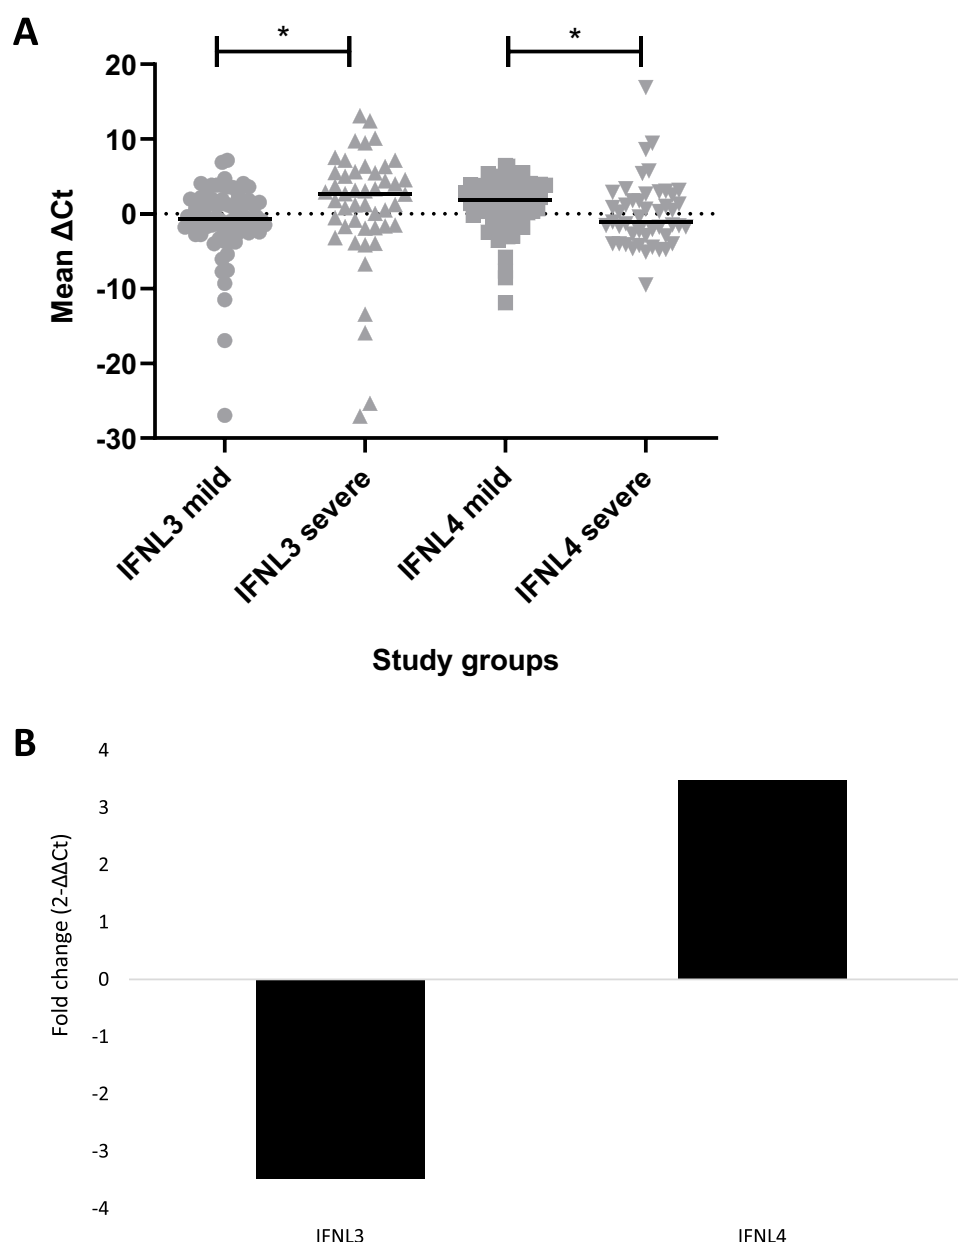 A
*
*
20
10
0
-10
-20
-30
Mean ΔCt
IFNL3 mild
IFNL3 severe
IFNL4 mild
IFNL4 severe
Study groups
B
4
3
2
1
0
-1
-2
-3
-4
Fold change (2-ΔΔCt)
IFNL3
IFNL4